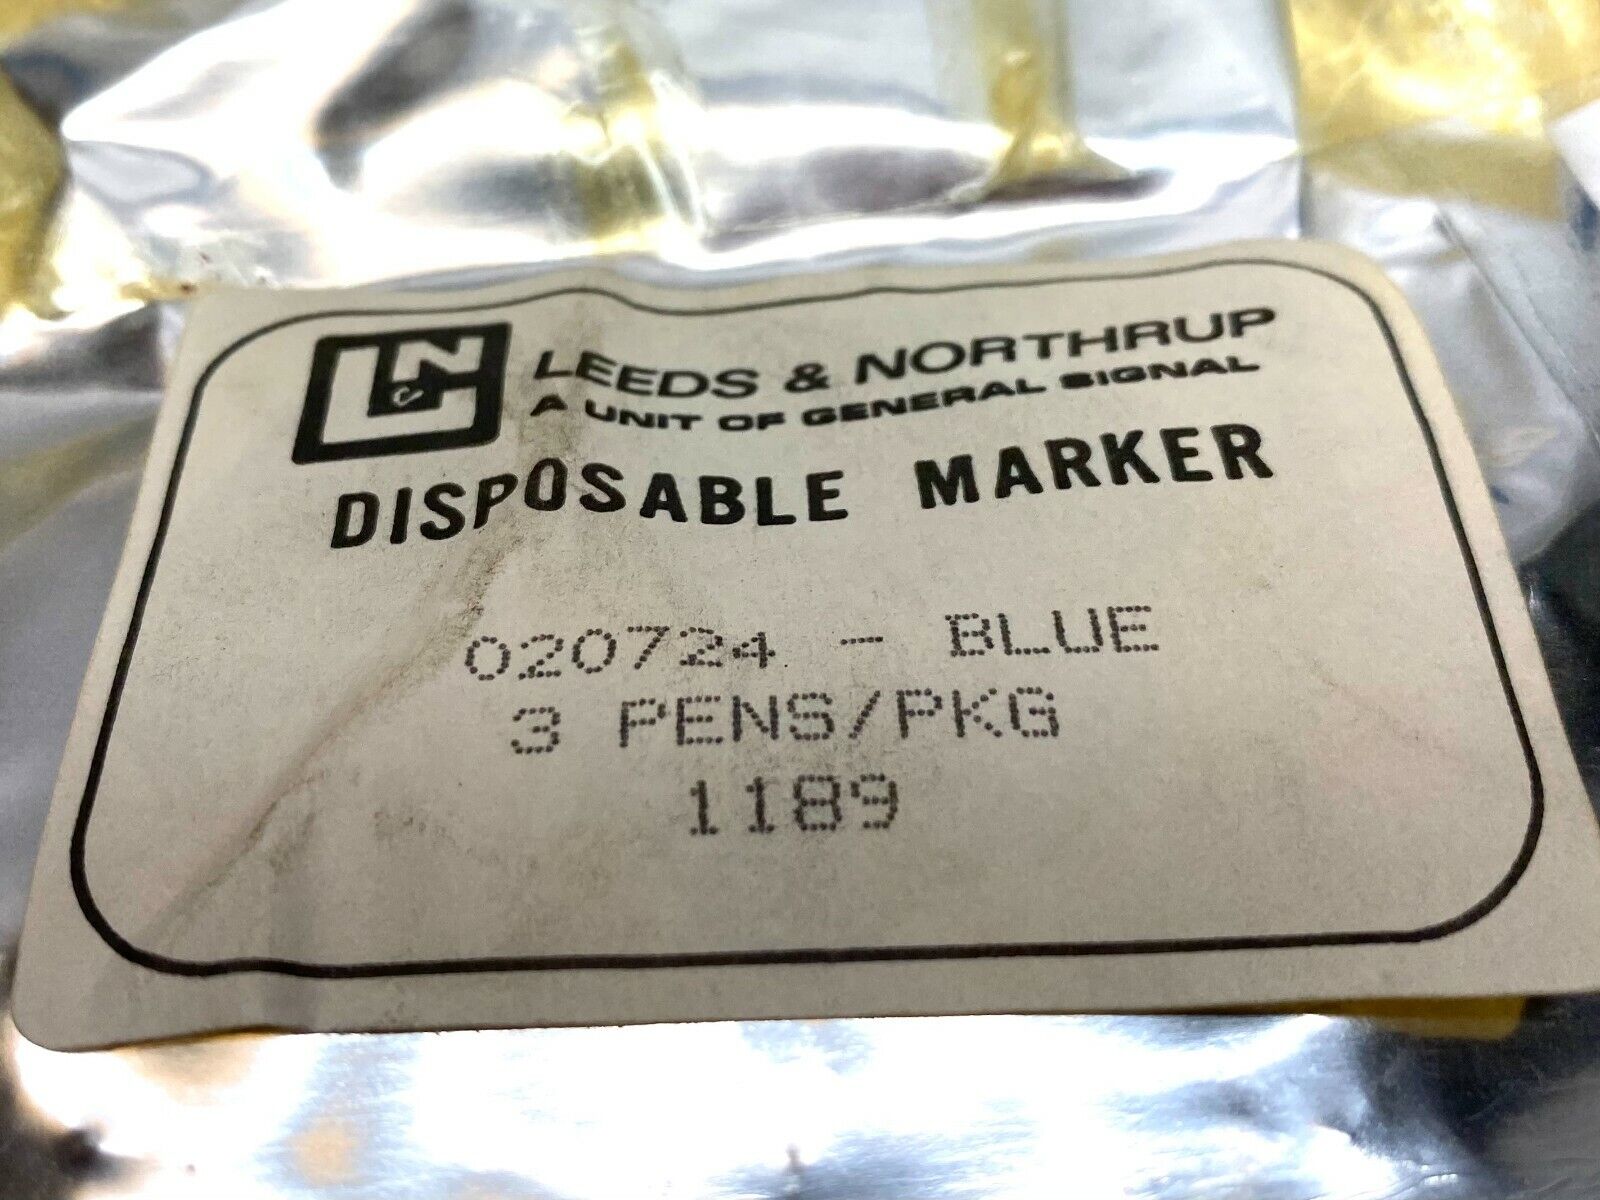 L&N LEEDS & NORTHRUP
A UNIT OF GENERAL SIGNAL
DISPOSABLE MARKER
020724 - BLUE
3 PENS/PKG
1189